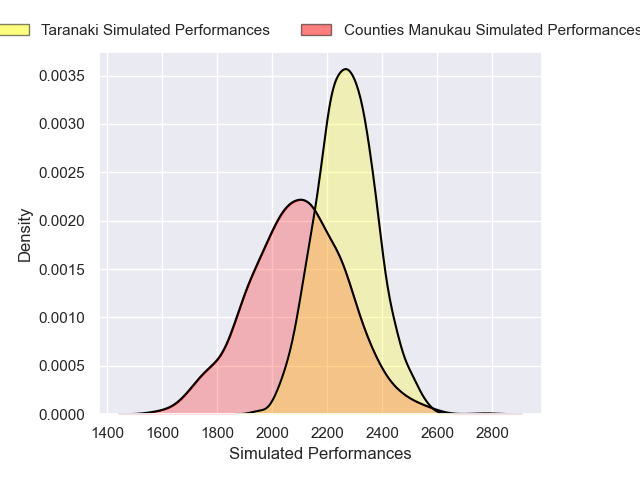 Taranaki Simulated Performances
Counties Manukau Simulated Performances
0.0035
0.0030
0.0025
0.0020
0.0015
0.0010
0.0005
0.0000
Density
1400 1600 1800 2000 2200 2400 2600 2800
Simulated Performances